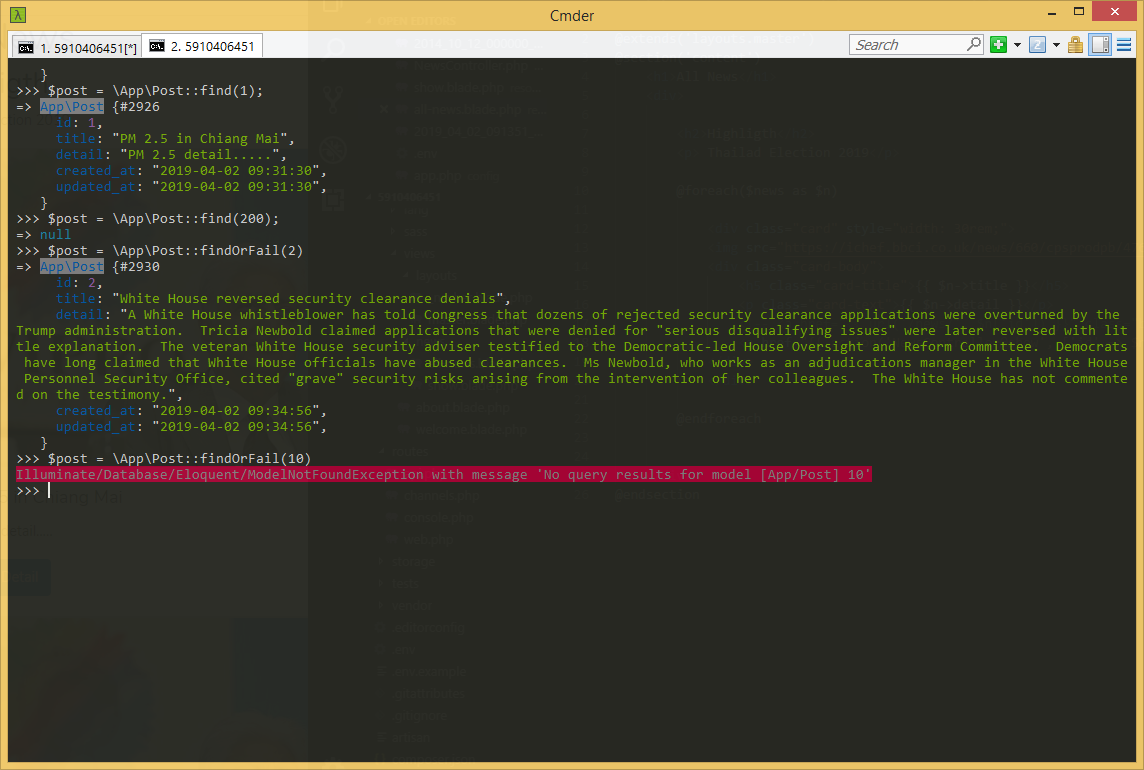 Cmder
1. 5910406451[*]
2. 5910406451
Search
}
>>> $post = \App\Post::find(1);
=> App\Post {#2926
id: 1,
title: "PM 2.5 in Chiang Mai",
detail: "PM 2.5 detail.....",
created_at: "2019-04-02 09:31:30",
updated_at: "2019-04-02 09:31:30",
}
>>> $post = \App\Post::find(200);
=> null
>>> $post = \App\Post::findOrFail(2)
=> App\Post {#2930
id: 2,
title: "White House reversed security clearance denials",
detail: "A White House whistleblower has told Congress that dozens of rejected security clearance applications were overturned by the
Trump administration.  Tricia Newbold claimed applications that were denied for "serious disqualifying issues" were later reversed with lit
tle explanation.  The veteran White House security adviser testified to the Democratic-led House Oversight and Reform Committee.  Democrats
have long claimed that White House officials have abused clearances.  Ms Newbold, who works as an adjudications manager in the White House
Personnel Security Office, cited "grave" security risks arising from the intervention of her colleagues.  The White House has not commente
d on the testimony.",
created_at: "2019-04-02 09:34:56",
updated_at: "2019-04-02 09:34:56",
}
>>> $post = \App\Post::findOrFail(10)
Illuminate/Database/Eloquent/ModelNotFoundException with message 'No query results for model [App/Post] 10'
>>>